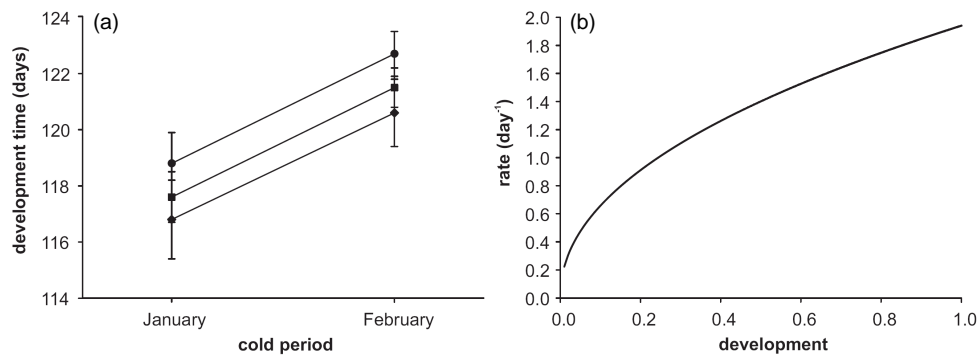 (a)
development time (days)
124
122
120
118
116
114
January
February
cold period
(b)
rate (day-1)
2.0
1.8
1.6
1.4
1.2
1.0
0.8
0.6
0.4
0.2
0.0
0.0
0.2
0.4
0.6
0.8
1.0
development